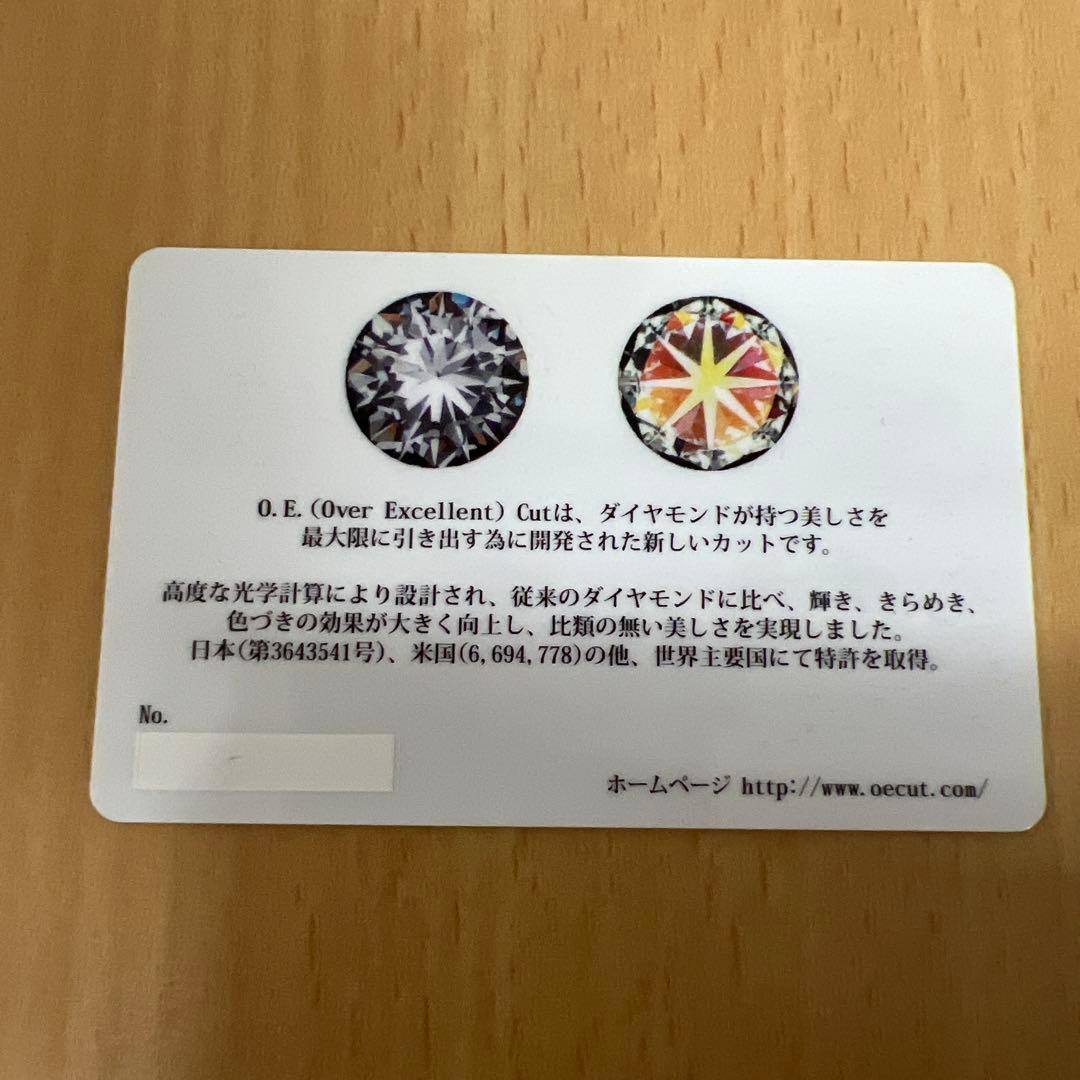 O.E.(Over Excellent) Cutは、ダイヤモンドが持つ美しさを
最大限に引き出す為に開発された新しいカットです。
高度な光学計算により設計され、従来のダイヤモンドに比べ、輝き、きらめき、
色づきの効果が大きく向上し、比類の無い美しさを実現しました。
日本(第3643541号)、米国(6,694,778)の他、世界主要国にて特許を取得。
No.
ホームページ http://www.oecut.com/